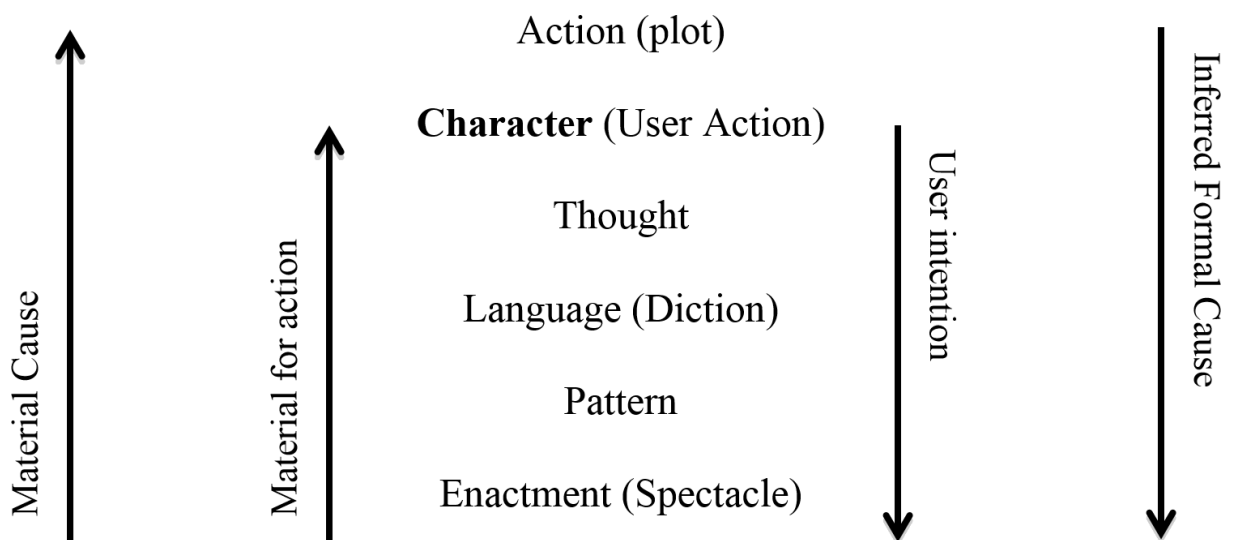 Action (plot)
Character (User Action)
Thought
Language (Diction)
Pattern
Enactment (Spectacle)
Material Cause
Material for action
User intention
Inferred Formal Cause